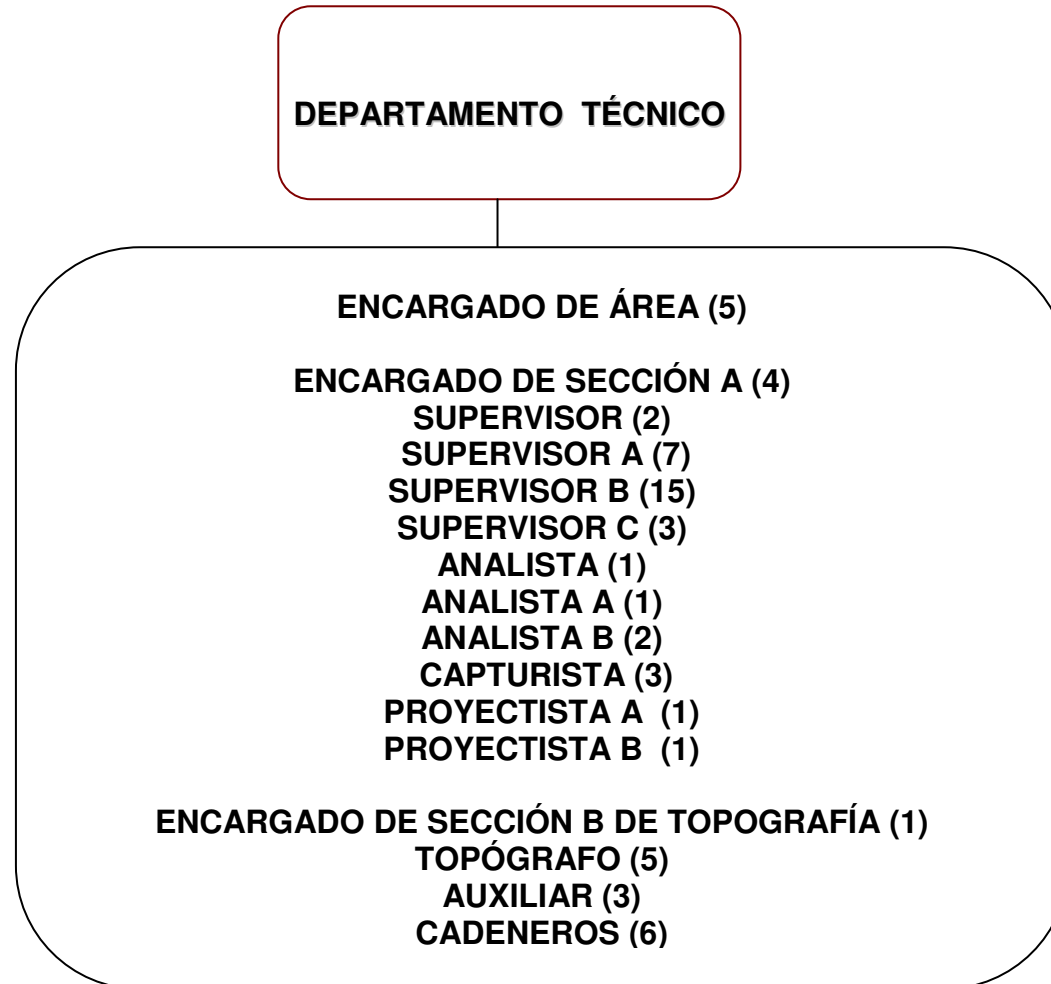 DEPARTAMENTO TÉCNICO
ENCARGADO DE ÁREA (5)
ENCARGADO DE SECCIÓN A (4)
SUPERVISOR (2)
SUPERVISOR A (7)
SUPERVISOR B (15)
SUPERVISOR C (3)
ANALISTA (1)
ANALISTA A (1)
ANALISTA B (2)
CAPTURISTA (3)
PROYECTISTA A (1)
PROYECTISTA B (1)
ENCARGADO DE SECCIÓN B DE TOPOGRAFÍA (1)
TOPÓGRAFO (5)
AUXILIAR (3)
CADENEROS (6)